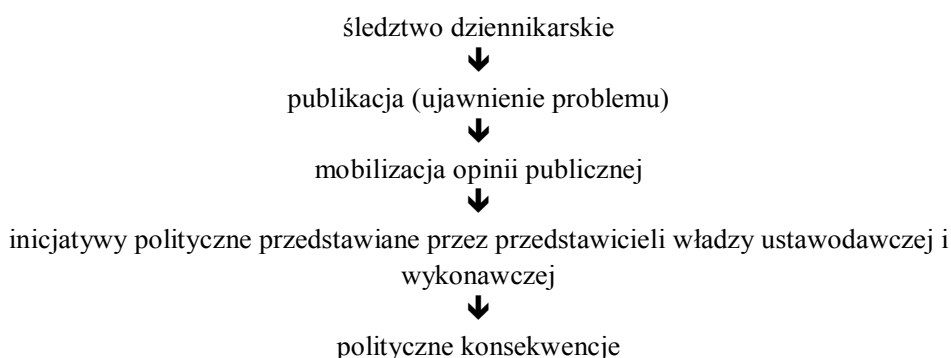 śledztwo dziennikarskie
publikacja (ujawnienie problemu)
mobilizacja opinii publicznej
inicjatywy polityczne przedstawiane przez przedstawicieli władzy ustawodawczej i
wykonawczej
polityczne konsekwencje